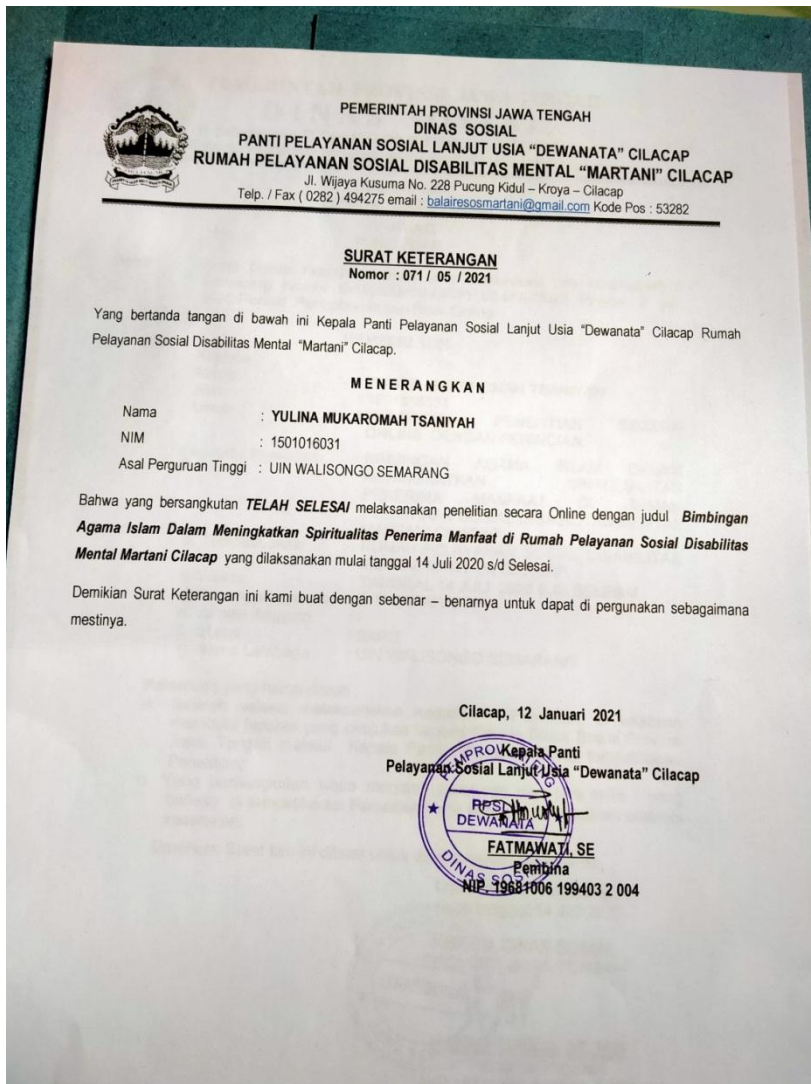 PEMERINTAH PROVINSI JAWA TENGAH
DINAS SOSIAL
PANTI PELAYANAN SOSIAL LANJUT USIA “DEWANATA” CILACAP
RUMAH PELAYANAN SOSIAL DISABILITAS MENTAL “MARTANI” CILACAP
Jl. Wijaya Kusuma No. 228 Pucung Kidul – Kroya – Cilacap
Telp. / Fax ( 0282 ) 494275 email : balairesosmartani@gmail.com Kode Pos : 53282
SURAT KETERANGAN
Nomor : 071 / 05 / 2021
Yang bertanda tangan di bawah ini Kepala Panti Pelayanan Sosial Lanjut Usia “Dewanata” Cilacap Rumah
Pelayanan Sosial Disabilitas Mental “Martani” Cilacap.
M E N E R A N G K A N
Nama : YULINA MUKAROMAH TSANIYAH
NIM : 1501016031
Asal Perguruan Tinggi : UIN WALISONGO SEMARANG
Bahwa yang bersangkutan TELAH SELESAI melaksanakan penelitian secara Online dengan judul Bimbingan
Agama Islam Dalam Meningkatkan Spiritualitas Penerima Manfaat di Rumah Pelayanan Sosial Disabilitas
Mental Martani Cilacap yang dilaksanakan mulai tanggal 14 Juli 2020 s/d Selesai.
Demikian Surat Keterangan ini kami buat dengan sebenar – benarnya untuk dapat di pergunakan sebagaimana
mestinya.
Cilacap, 12 Januari 2021
Kepala Panti
Pelayanan Sosial Lanjut Usia “Dewanata” Cilacap
PEMPROV JATENG
PPSLU
DEWANATA
DINAS SOSIAL
FATMAWATI, SE
Pembina
NIP. 19681006 199403 2 004